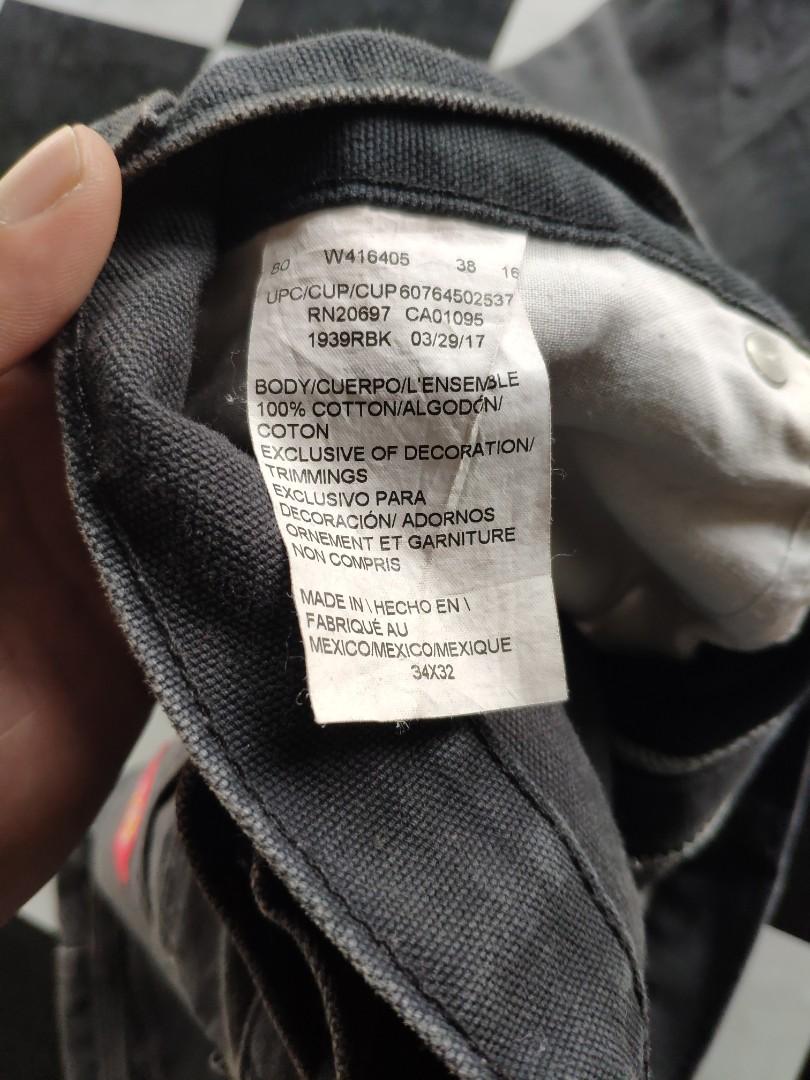 80 W416405 38 16
UPC/CUP/CUP60764502537
RN20697 CA01095
1939RBK 03/29/17
BODY/CUERPO/L'ENSEMBLE
100% COTTON/ALGODÓN/
COTON
EXCLUSIVE OF DECORATION/
TRIMMINGS
EXCLUSIVO PARA
DECORACIÓN/ ADORNOS
ORNEMENT ET GARNITURE
NON COMPRIS
MADE IN \ HECHO EN \
FABRIQUÉ AU
MEXICO/MEXICO/MEXIQUE
34X32